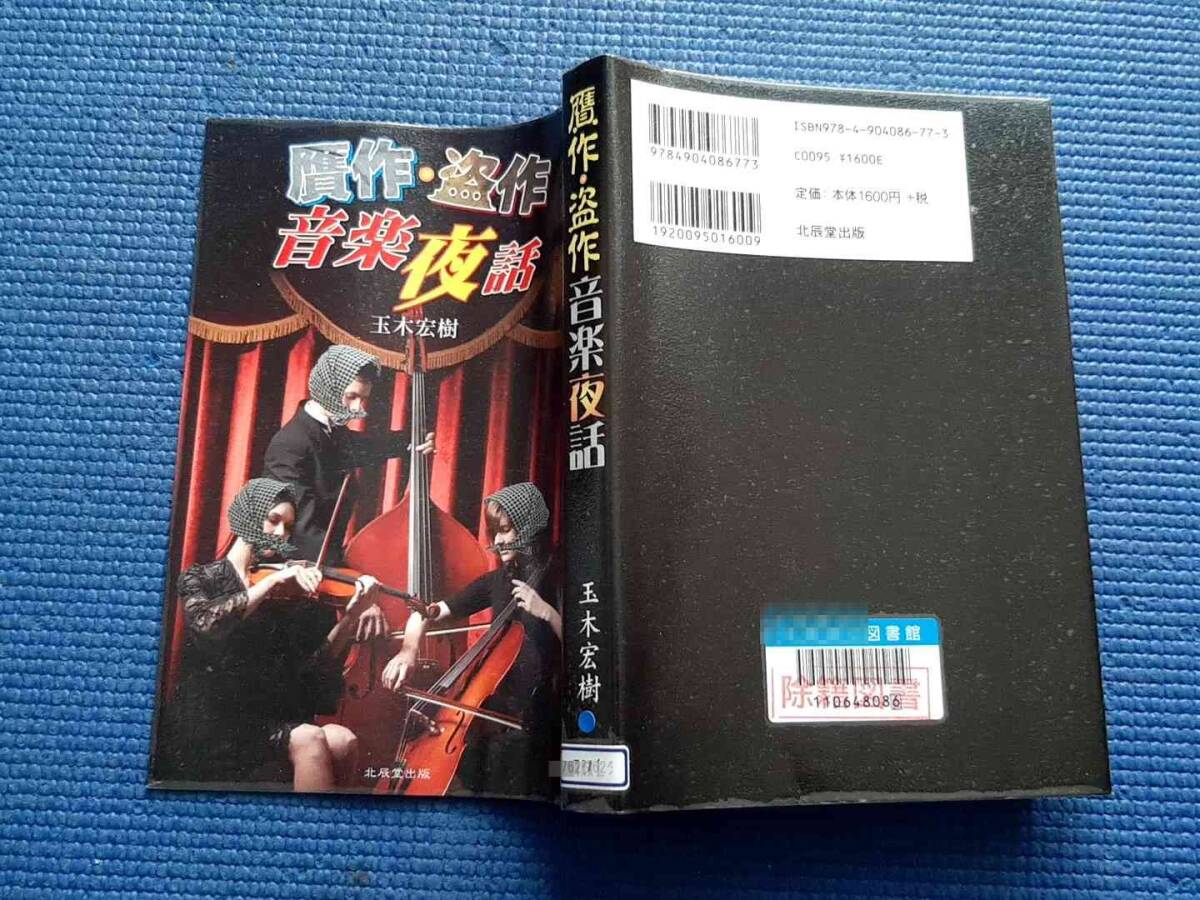 贋作・盗作
音楽夜話
玉木宏樹
北辰堂出版
贋作・盗作音楽夜話
玉木宏樹
9784904086773
1920095016009
ISBN978-4-904086-77-3
C0095 ¥1600E
定価：本体1600円+税
北辰堂出版
図書館
除籍図書
110648086